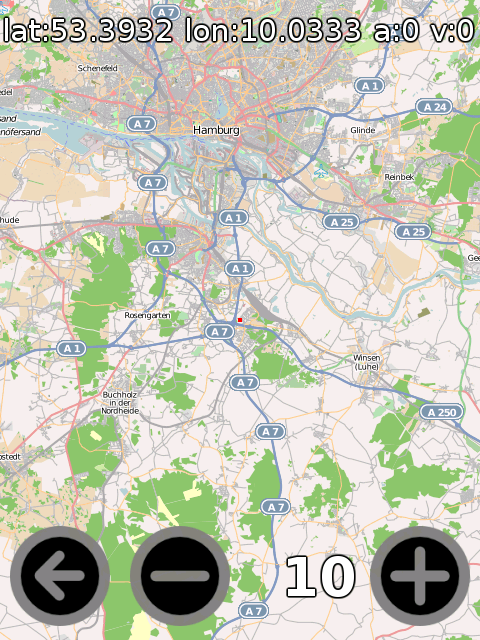 A 7
lat:53.3932 lon:10.0333 a:0 v:0
Schenefeld
A 1
edel
A 24
sand
A 7
Hamburg
Glinde
nöfersand
Reinbek
A 7
hude
A 1
A 25
A 25
A 7
Gee
A 1
Rosengarten
A 7
A 1
Winsen
(Luhe)
A 7
Buchholz
in der
Nordheide
A 250
A 7
ostedt
A 7
10
A 7